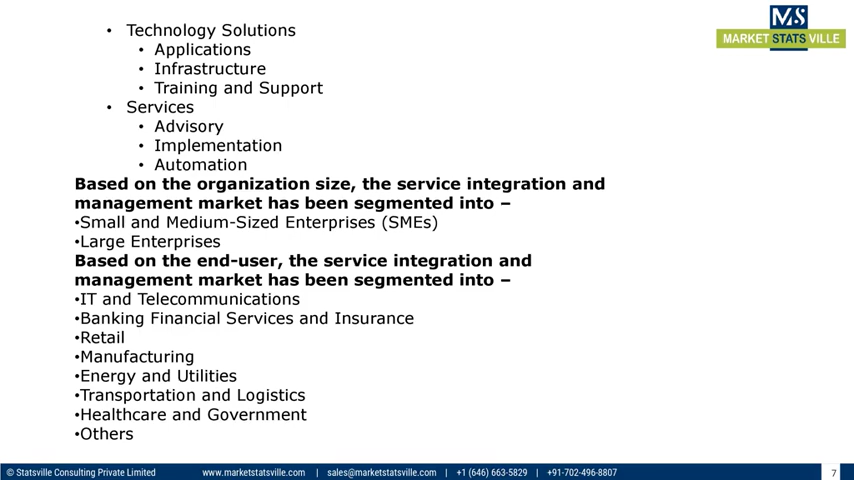 • Technology Solutions
• Applications
• Infrastructure
• Training and Support
• Services
• Advisory
• Implementation
• Automation
Based on the organization size, the service integration and
management market has been segmented into –
•Small and Medium-Sized Enterprises (SMEs)
•Large Enterprises
Based on the end-user, the service integration and
management market has been segmented into –
•IT and Telecommunications
•Banking Financial Services and Insurance
•Retail
•Manufacturing
•Energy and Utilities
•Transportation and Logistics
•Healthcare and Government
•Others
MS
MARKET STATS VILLE
© Statsville Consulting Private Limited www.marketstatsville.com | sales@marketstatsville.com | +1 (646) 663-5829 | +91-702-496-8807 7